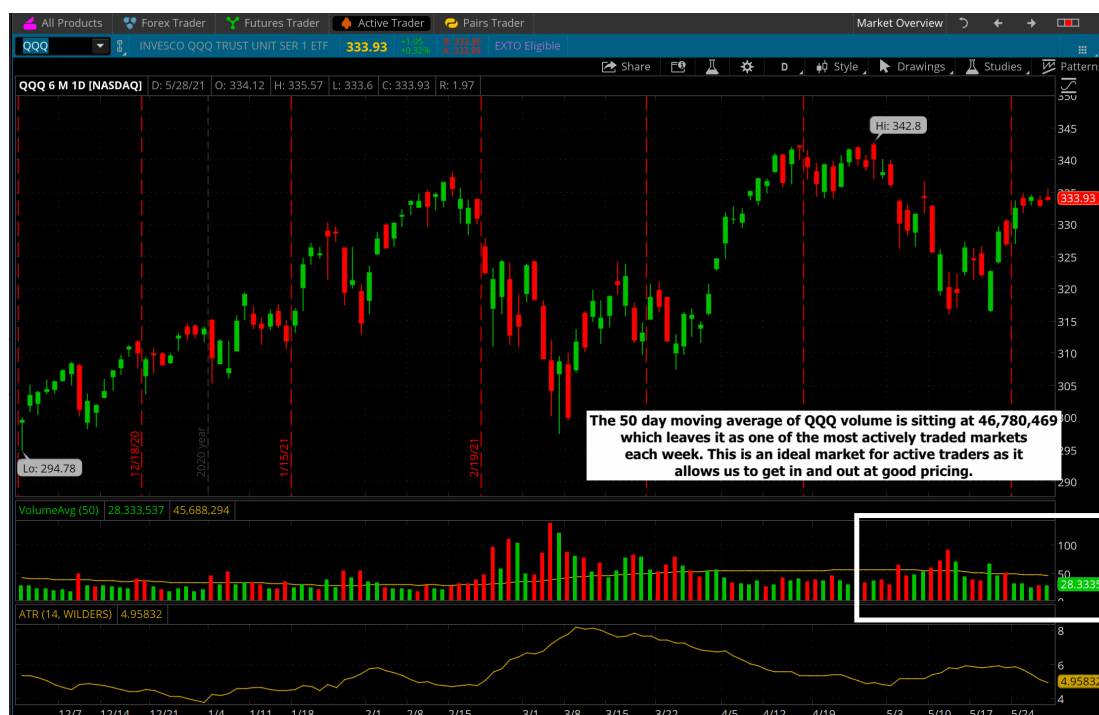 All Products Forex Trader Futures Trader Active Trader Pairs Trader Market Overview
QQQ INVESCO QQQ TRUST UNIT SER 1 ETF 333.93 +1.05 +0.32% EXTO Eligible
Share D Style Drawings Studies Pattern
QQQ 6 M 1D [NASDAQ] D: 5/28/21 O: 334.12 H: 335.57 L: 333.6 C: 333.93 R: 1.97
350
Hi: 342.8
345
340
335
333.93
330
325
320
315
310
305
300
295
290
The 50 day moving average of QQQ volume is sitting at 46,780,469
which leaves it as one of the most actively traded markets
each week. This is an ideal market for active traders as it
allows us to get in and out at good pricing.
Lo: 294.78
12/18/20
2020 year
1/15/21
2/19/21
VolumeAvg (50) 28,333,537 45,688,294
100
50
28.3335
0
ATR (14, WILDERS) 4.95832
8
6
4.95832
4
12/7 12/14 12/21 1/4 1/11 1/18 2/1 2/8 2/15 3/1 3/8 3/15 3/22 4/5 4/12 4/19 5/3 5/10 5/17 5/24